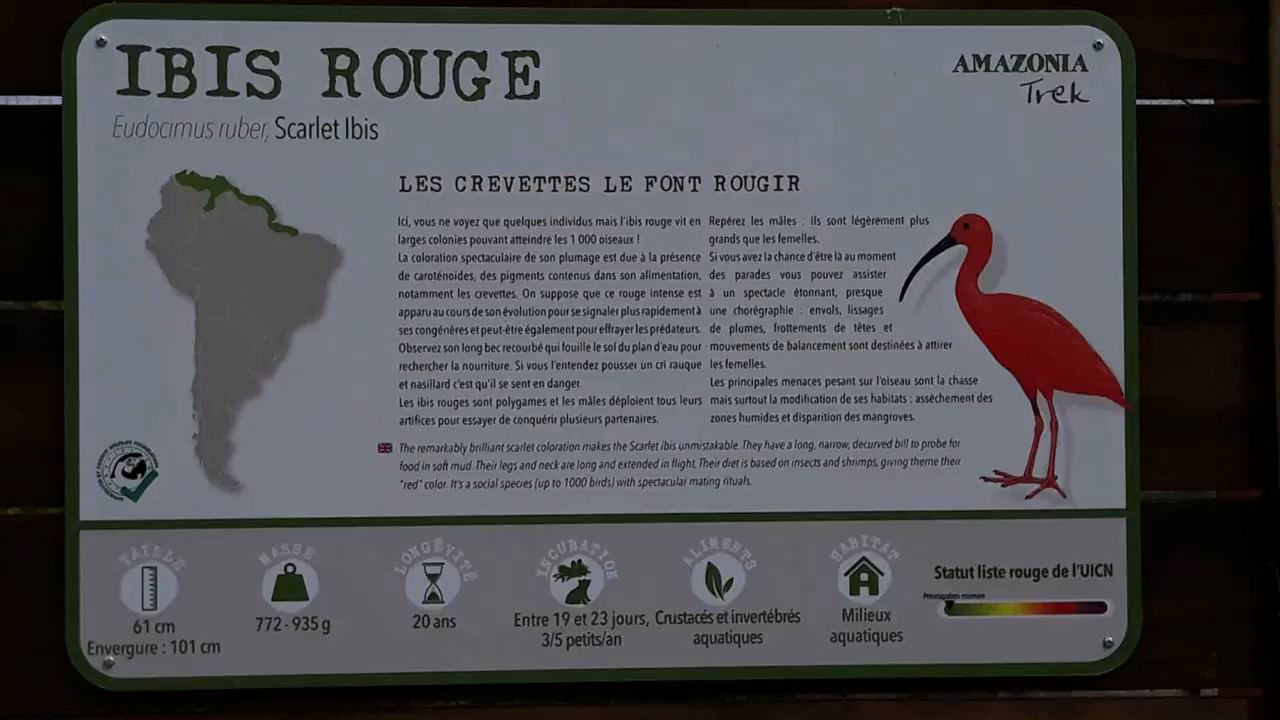 IBIS ROUGE
AMAZONIA
Trek
Eudocimus ruber, Scarlet Ibis
LES CREVETTES LE FONT ROUGIR
Ici, vous ne voyez que quelques individus mais l'ibis rouge vit en
larges colonies pouvant atteindre les 1 000 oiseaux !
La coloration spectaculaire de son plumage est due à la présence
de caroténoides, des pigments contenus dans son alimentation,
notamment les crevettes. On suppose que ce rouge intense est
apparu au cours de son évolution pour se signaler plus rapidement à
ses congénères et peut-être également pour effrayer les prédateurs.
Observez son long bec recourbé qui fouille le sol du plan d'eau pour
rechercher la nourriture. Si vous l'entendez pousser un cri rauque
et nasillard c'est qu'il se sent en danger.
Les ibis rouges sont polygames et les mâles déploient tous leurs
artifices pour essayer de conquérir plusieurs partenaires.
Repérez les mâles : ils sont légèrement plus
grands que les femelles.
Si vous avez la chance d'être là au moment
des parades vous pouvez assister
à un spectacle étonnant, presque
une chorégraphie : envols, lissages
de plumes, frottements de têtes et
mouvements de balancement sont destinées à attirer
les femelles.
Les principales menaces pesant sur l'oiseau sont la chasse
mais surtout la modification de ses habitats : assèchement des
zones humides et disparition des mangroves.
The remarkably brilliant scarlet coloration makes the Scarlet ibis unmistakable. They have a long, narrow, decurved bill to probe for
food in soft mud. Their legs and neck are long and extended in flight. Their diet is based on insects and shrimps, giving theme their
"red" color. It's a social species (up to 1000 birds) with spectacular mating rituals.
TAILLE
61 cm
Envergure : 101 cm
MASSE
772 - 935 g
LONGÉVITÉ
20 ans
INCUBATION
Entre 19 et 23 jours,
3/5 petits/an
ALIMENTS
Crustacés et invertébrés
aquatiques
HABITAT
Milieux
aquatiques
Statut liste rouge de l'UICN
Préoccupation mineure